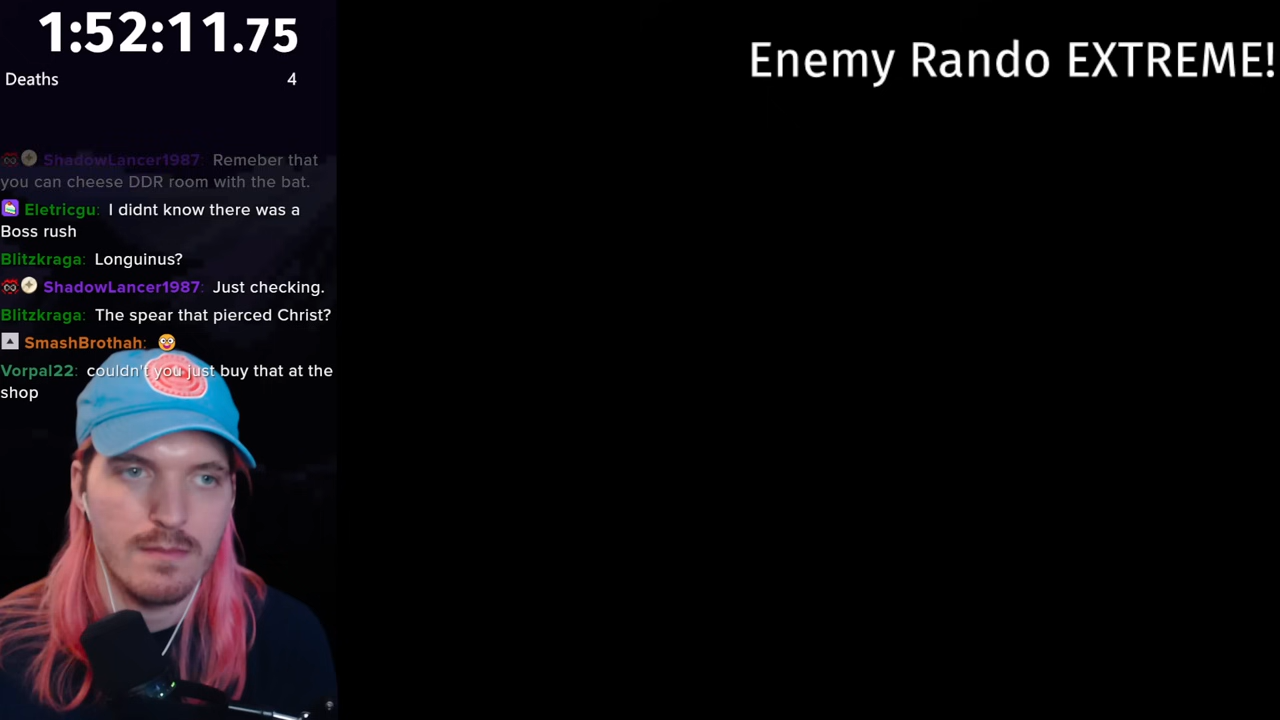 1:52:11.75
Enemy Rando EXTREME!
Deaths 4
ShadowLancer1987: Remeber that
you can cheese DDR room with the bat.
Eletricgu: I didnt know there was a
Boss rush
Blitzkraga: Longuinus?
ShadowLancer1987: Just checking.
Blitzkraga: The spear that pierced Christ?
SmashBrothah:
Vorpal22: couldn't you just buy that at the
shop